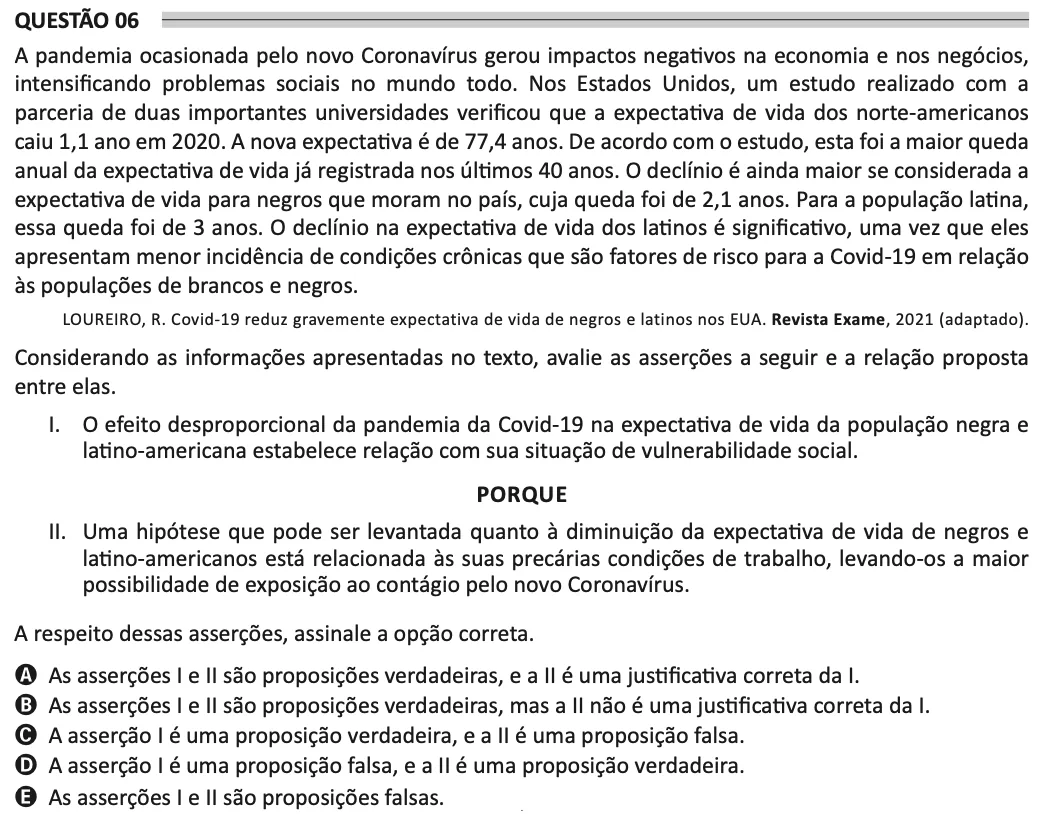 QUESTÃO 06
A pandemia ocasionada pelo novo Coronavírus gerou impactos negativos na economia e nos negócios,
intensificando problemas sociais no mundo todo. Nos Estados Unidos, um estudo realizado com a
parceria de duas importantes universidades verificou que a expectativa de vida dos norte-americanos
caiu 1,1 ano em 2020. A nova expectativa é de 77,4 anos. De acordo com o estudo, esta foi a maior queda
anual da expectativa de vida já registrada nos últimos 40 anos. O declínio é ainda maior se considerada a
expectativa de vida para negros que moram no país, cuja queda foi de 2,1 anos. Para a população latina,
essa queda foi de 3 anos. O declínio na expectativa de vida dos latinos é significativo, uma vez que eles
apresentam menor incidência de condições crônicas que são fatores de risco para a Covid-19 em relação
às populações de brancos e negros.
LOUREIRO, R. Covid-19 reduz gravemente expectativa de vida de negros e latinos nos EUA. Revista Exame, 2021 (adaptado).
Considerando as informações apresentadas no texto, avalie as asserções a seguir e a relação proposta
entre elas.
I. O efeito desproporcional da pandemia da Covid-19 na expectativa de vida da população negra e
latino-americana estabelece relação com sua situação de vulnerabilidade social.
PORQUE
II. Uma hipótese que pode ser levantada quanto à diminuição da expectativa de vida de negros e
latino-americanos está relacionada às suas precárias condições de trabalho, levando-os a maior
possibilidade de exposição ao contágio pelo novo Coronavírus.
A respeito dessas asserções, assinale a opção correta.
A As asserções I e II são proposições verdadeiras, e a II é uma justificativa correta da I.
B As asserções I e II são proposições verdadeiras, mas a II não é uma justificativa correta da I.
C A asserção I é uma proposição verdadeira, e a II é uma proposição falsa.
D A asserção I é uma proposição falsa, e a II é uma proposição verdadeira.
E As asserções I e II são proposições falsas.